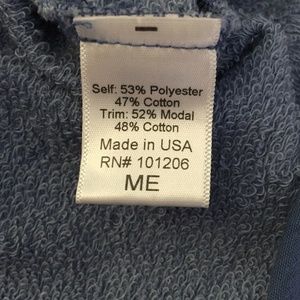 Self: 53% Polyester
47% Cotton
Trim: 52% Modal
48% Cotton
Made in USA
RN# 101206
ME